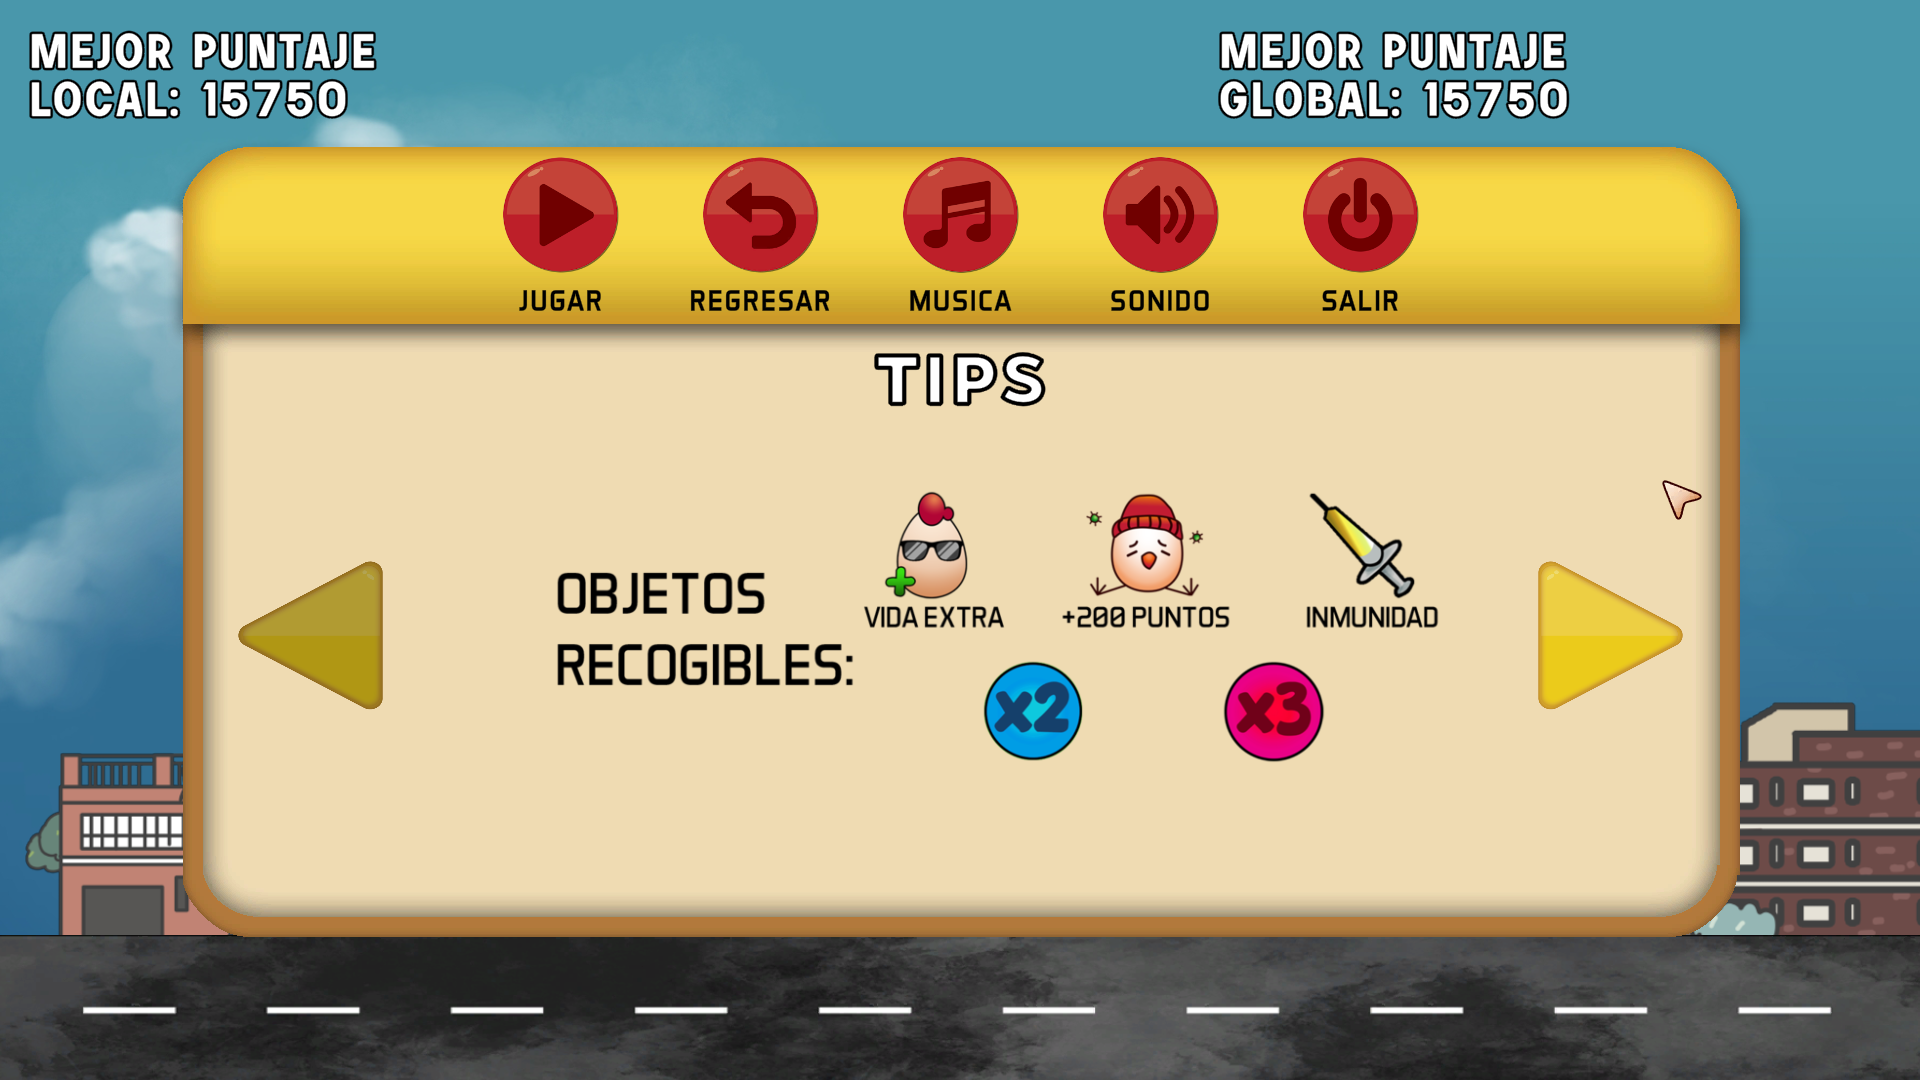 MEJOR PUNTAJE
LOCAL: 15750
MEJOR PUNTAJE
GLOBAL: 15750
JUGAR
REGRESAR
MUSICA
SONIDO
SALIR
TIPS
OBJETOS
RECOGIBLES:
VIDA EXTRA
+200 PUNTOS
INMUNIDAD
x2
x3